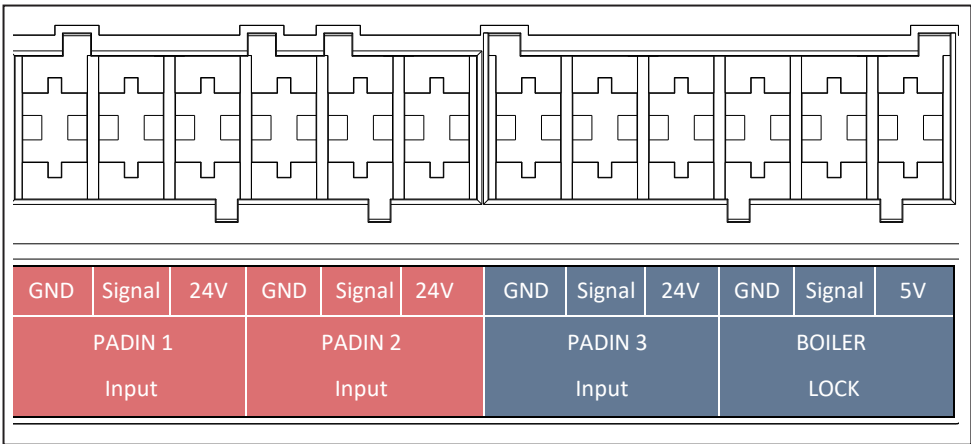 GND Signal 24V GND Signal 24V GND Signal 24V GND Signal 5V
PADIN 1 PADIN 2 PADIN 3 BOILER
Input Input Input LOCK